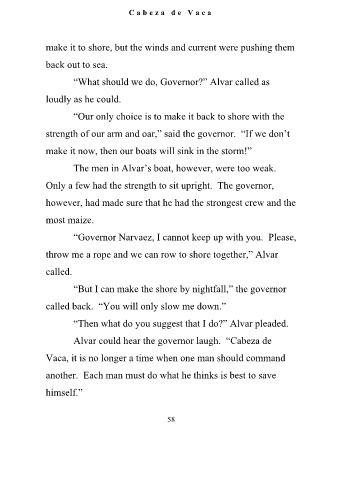 Cabeza de Vaca
make it to shore, but the winds and current were pushing them
back out to sea.
“What should we do, Governor?” Alvar called as
loudly as he could.
“Our only choice is to make it back to shore with the
strength of our arm and oar,” said the governor.  “If we don’t
make it now, then our boats will sink in the storm!”
The men in Alvar’s boat, however, were too weak.
Only a few had the strength to sit upright.  The governor,
however, had made sure that he had the strongest crew and the
most maize.
“Governor Narvaez, I cannot keep up with you.  Please,
throw me a rope and we can row to shore together,” Alvar
called.
“But I can make the shore by nightfall,” the governor
called back.  “You will only slow me down.”
“Then what do you suggest that I do?” Alvar pleaded.
Alvar could hear the governor laugh.  “Cabeza de
Vaca, it is no longer a time when one man should command
another.  Each man must do what he thinks is best to save
himself.”
58